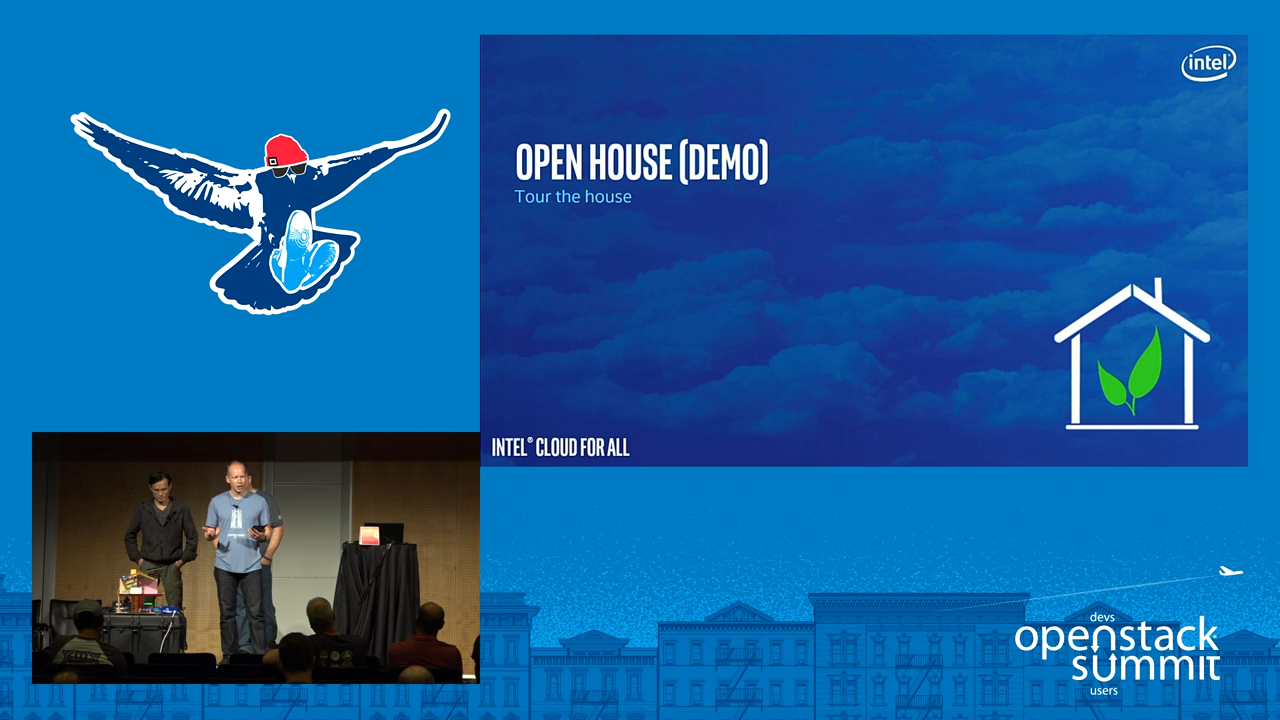 intel
OPEN HOUSE (DEMO)
Tour the house
INTEL® CLOUD FOR ALL
devs
openstack
summit
users